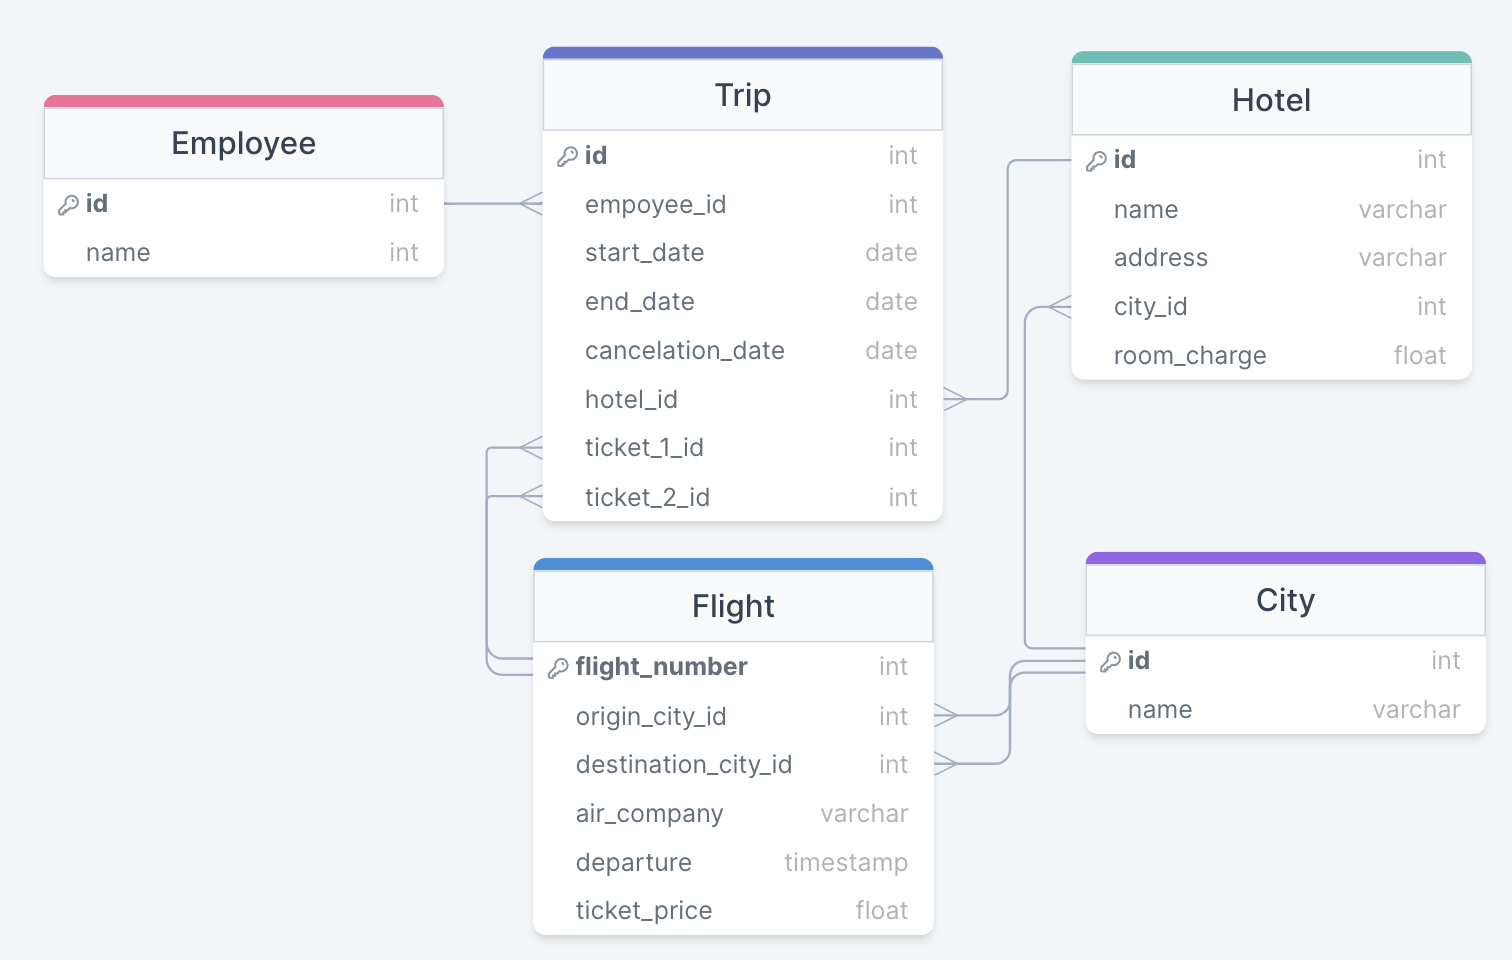 Employee
id int
name int
Trip
id int
empoyee_id int
start_date date
end_date date
cancelation_date date
hotel_id int
ticket_1_id int
ticket_2_id int
Hotel
id int
name varchar
address varchar
city_id int
room_charge float
Flight
flight_number int
origin_city_id int
destination_city_id int
air_company varchar
departure timestamp
ticket_price float
City
id int
name varchar